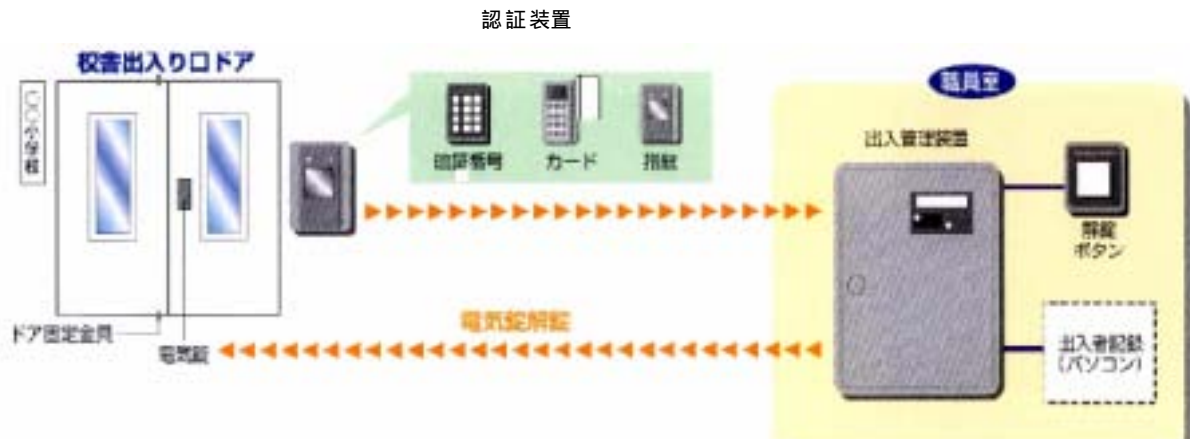 認証装置
校舎出入り口ドア
〇〇小学校
暗証番号
カード
指紋
職員室
出入管理装置
解錠
ボタン
ドア固定金具
電気錠
電気錠解錠
出入者記録
(パソコン)